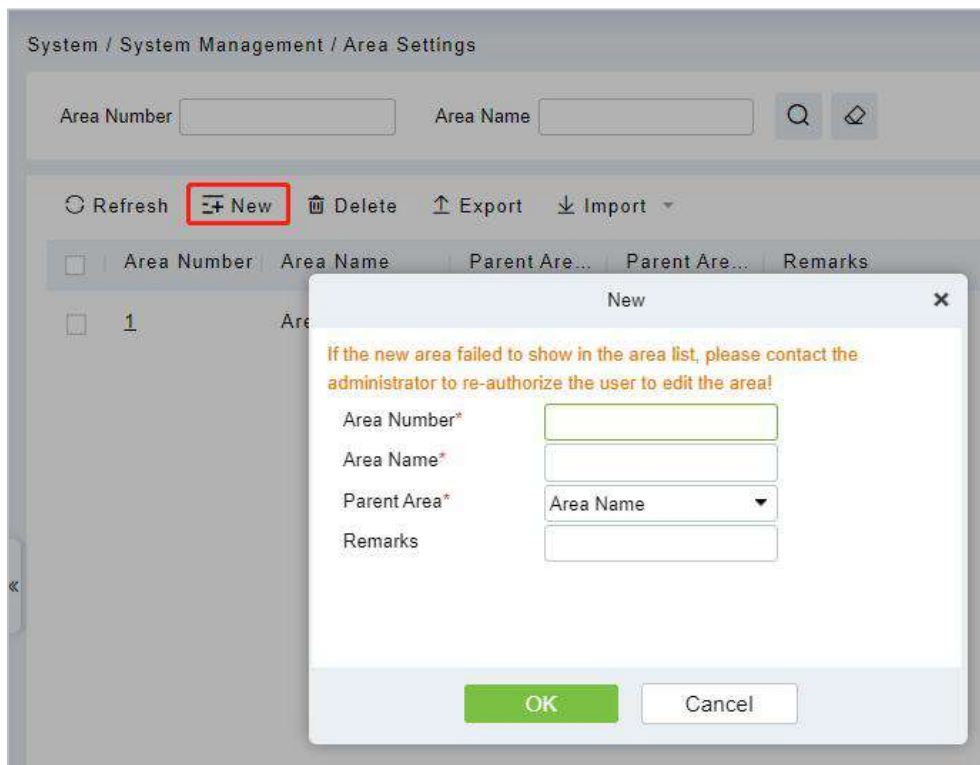 System / System Management / Area Settings
Area Number Area Name
Refresh New Delete Export Import
Area Number Area Name Parent Are... Parent Are... Remarks
1 Are
New
If the new area failed to show in the area list, please contact the
administrator to re-authorize the user to edit the area!
Area Number*
Area Name*
Parent Area* Area Name
Remarks
OK Cancel